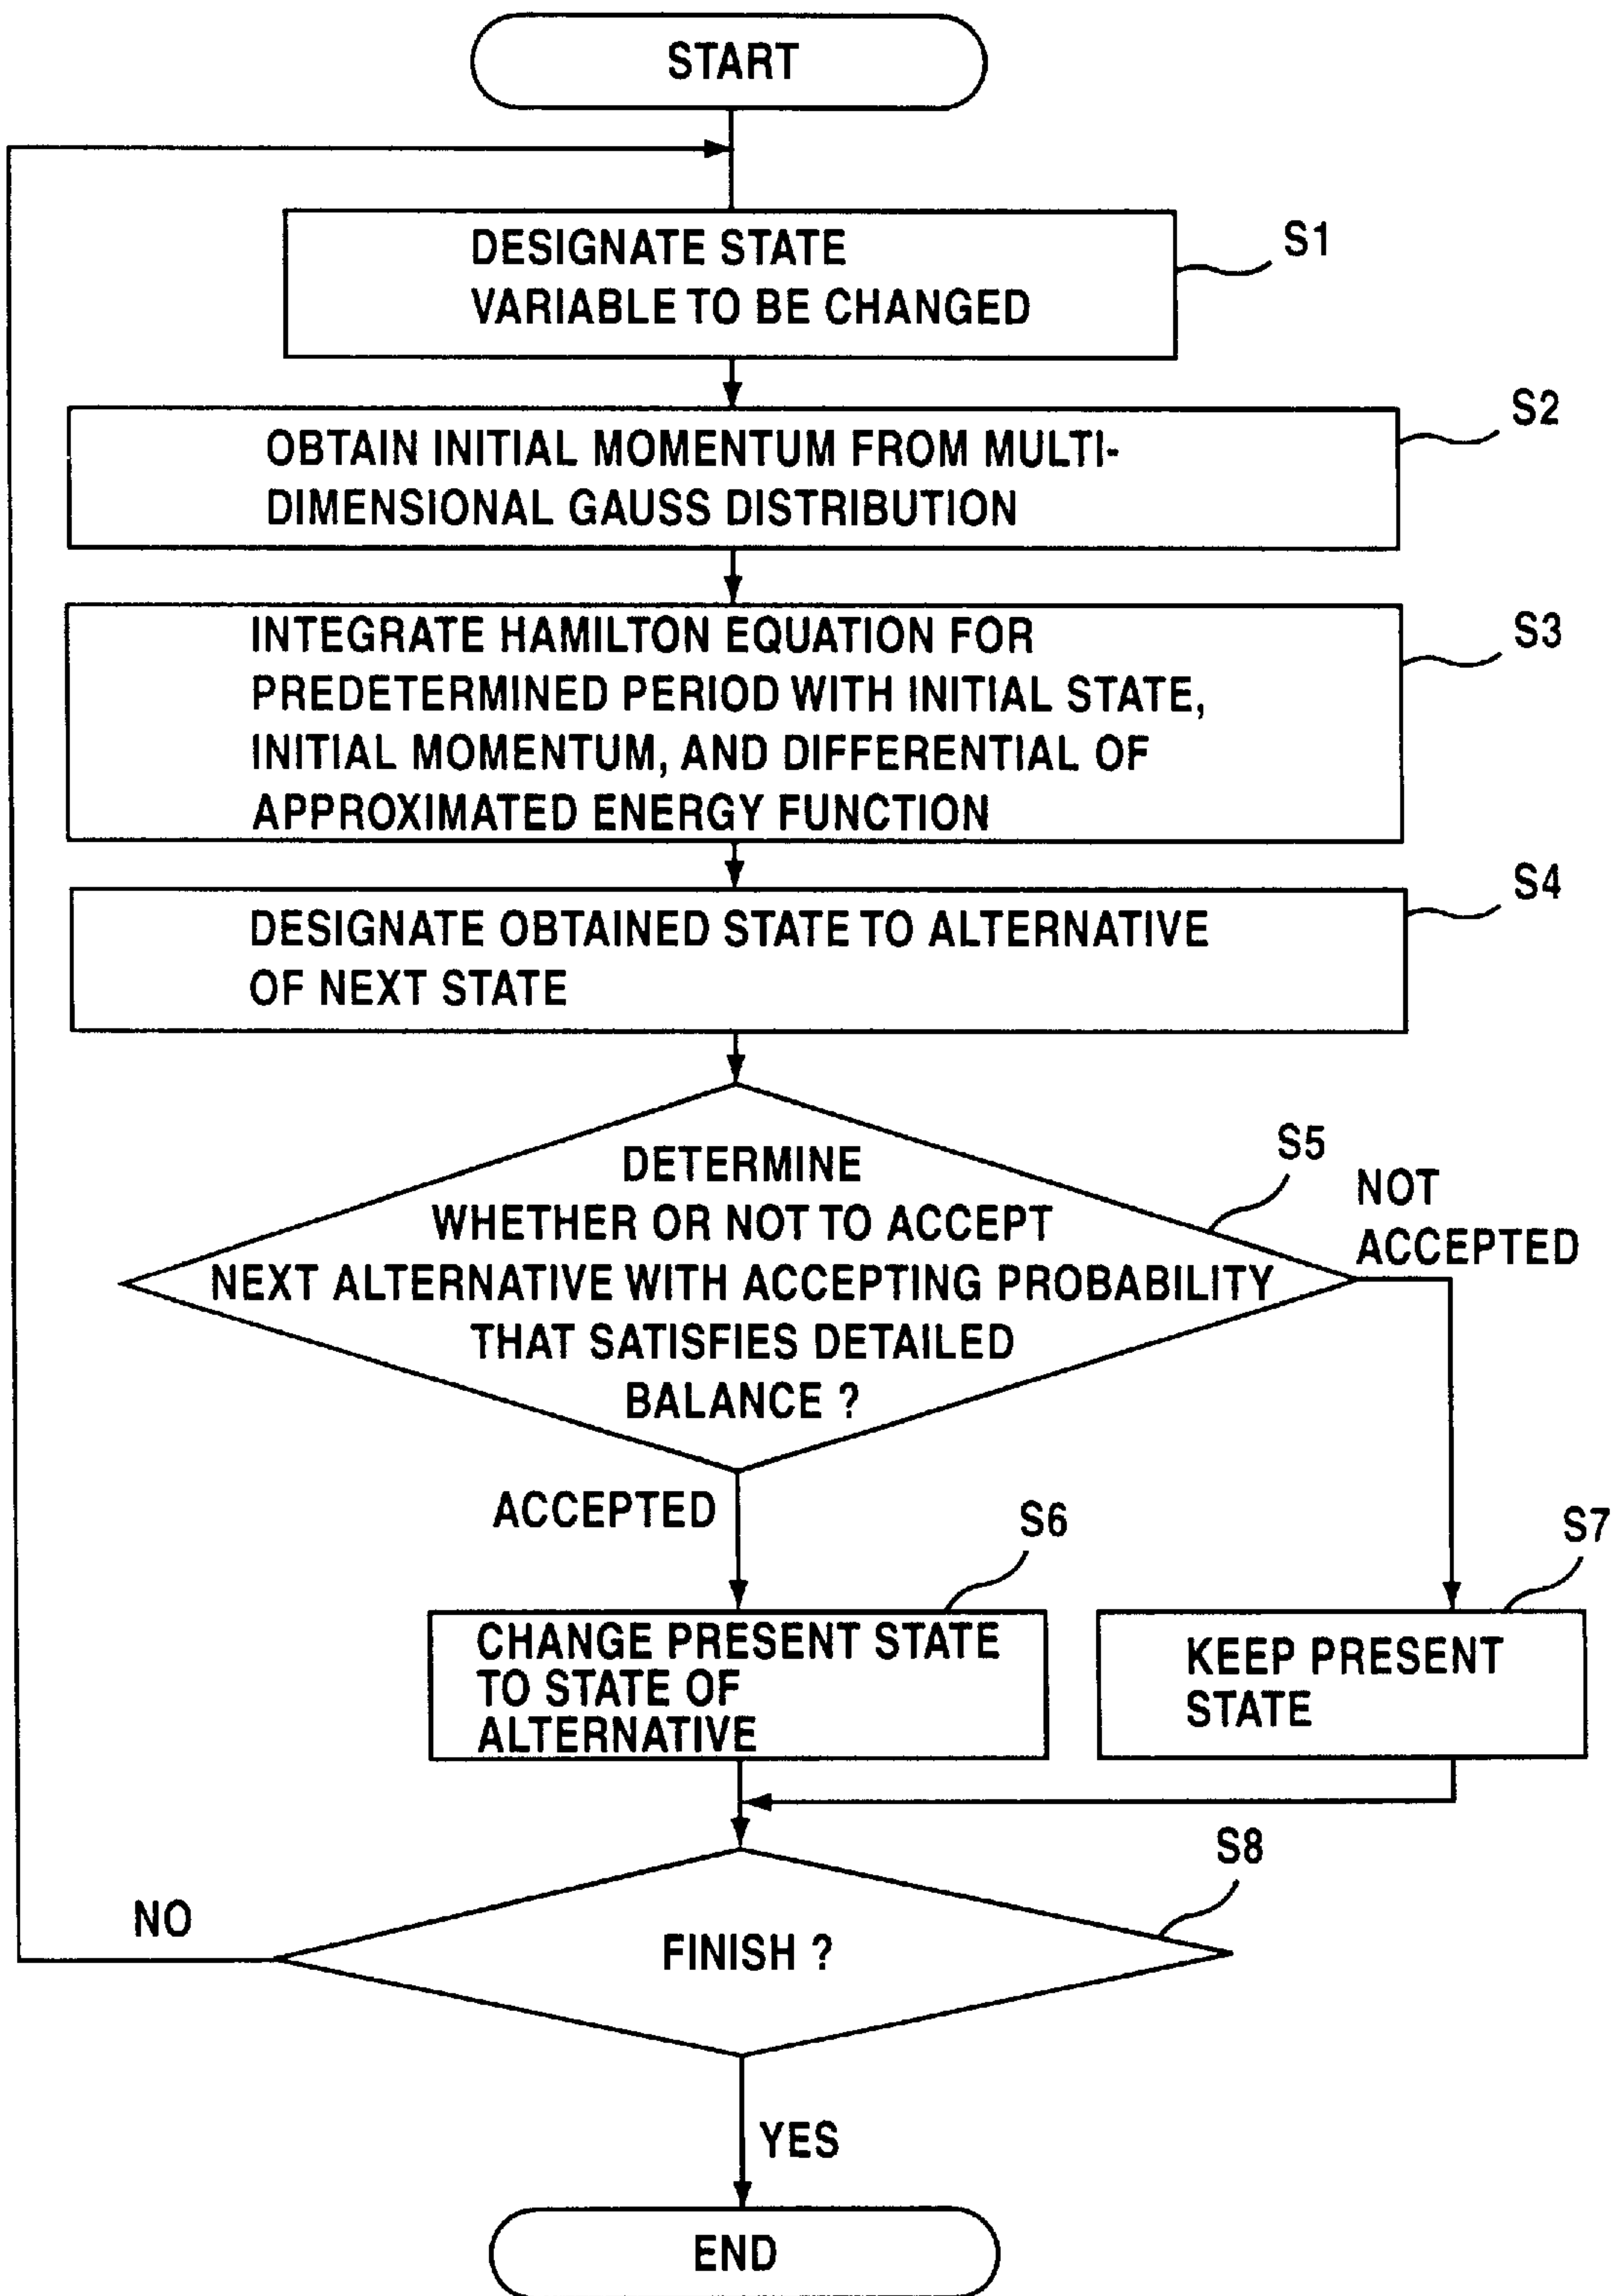 START
DESIGNATE STATE
VARIABLE TO BE CHANGED
S1
OBTAIN INITIAL MOMENTUM FROM MULTI-
DIMENSIONAL GAUSS DISTRIBUTION
S2
INTEGRATE HAMILTON EQUATION FOR
PREDETERMINED PERIOD WITH INITIAL STATE,
INITIAL MOMENTUM, AND DIFFERENTIAL OF
APPROXIMATED ENERGY FUNCTION
S3
DESIGNATE OBTAINED STATE TO ALTERNATIVE
OF NEXT STATE
S4
DETERMINE
WHETHER OR NOT TO ACCEPT
NEXT ALTERNATIVE WITH ACCEPTING PROBABILITY
THAT SATISFIES DETAILED
BALANCE ?
S5
NOT
ACCEPTED
ACCEPTED
S6
CHANGE PRESENT STATE
TO STATE OF
ALTERNATIVE
S7
KEEP PRESENT
STATE
S8
FINISH ?
NO
YES
END